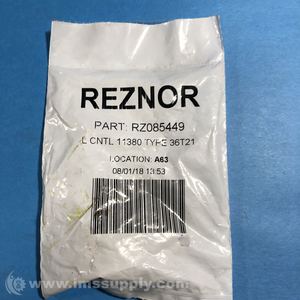 REZNOR
PART: RZ085449
L CNTL 11380 TYPE 36T21
LOCATION: A63
08/01/18 13:53
© www.imssupply.com